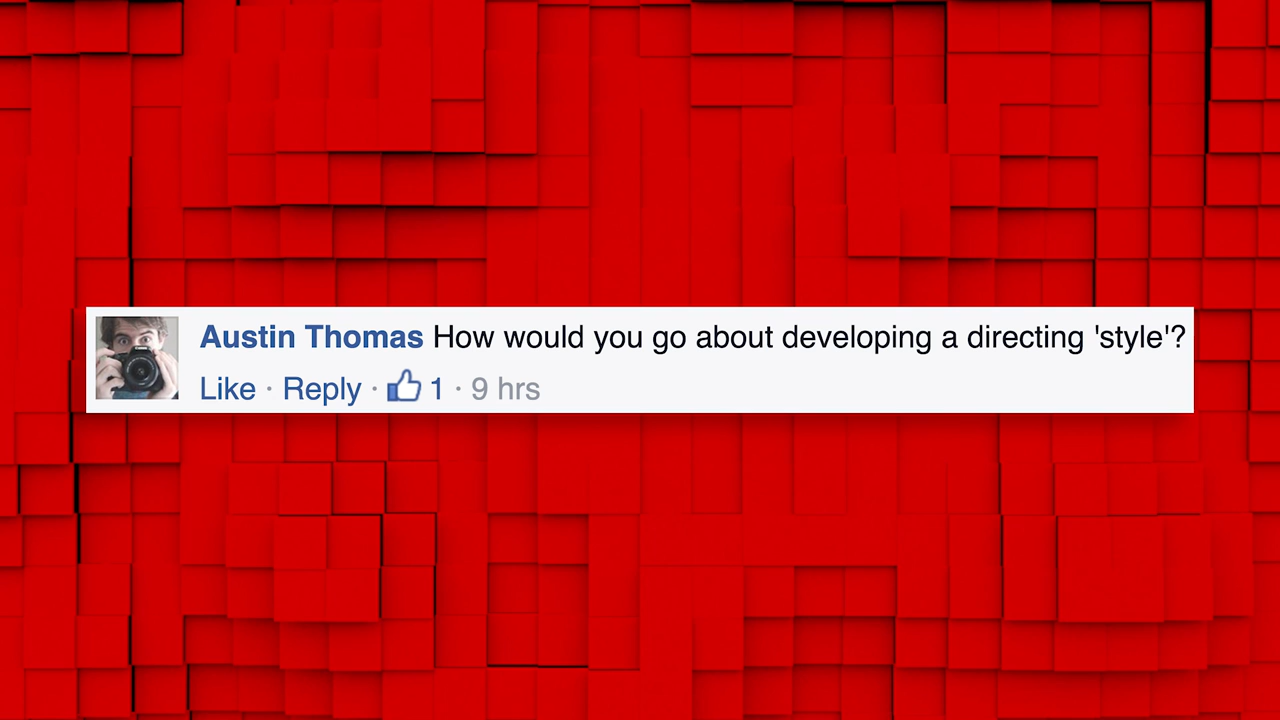 Austin Thomas How would you go about developing a directing 'style'?
Like · Reply · 1 · 9 hrs